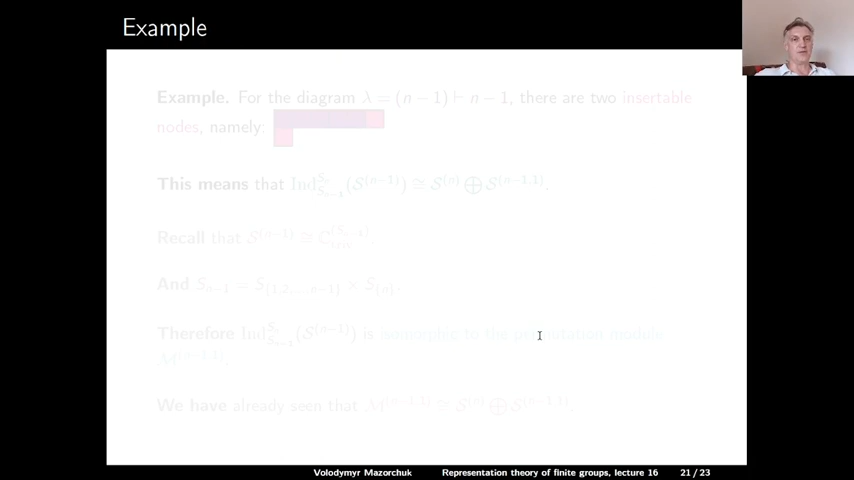 Example
Example. For the diagram λ = (n − 1) ⊢ n − 1, there are two insertable
nodes, namely:
This means that Ind^{S_n}_{S_{n−1}}(𝒮^{(n−1)}) ≅ 𝒮^{(n)} ⊕ 𝒮^{(n−1,1)}.
Recall that 𝒮^{(n−1)} ≅ ℂ^{(S_{n−1})}_{triv}.
And S_{n−1} = S_{{1,2,...,n−1}} × S_{{n}}.
Therefore Ind^{S_n}_{S_{n−1}}(𝒮^{(n−1)}) is isomorphic to the permutation module
ℳ^{(n−1,1)}.
We have already seen that ℳ^{(n−1,1)} ≅ 𝒮^{(n)} ⊕ 𝒮^{(n−1,1)}.
Volodymyr Mazorchuk Representation theory of finite groups, lecture 16 21 / 23